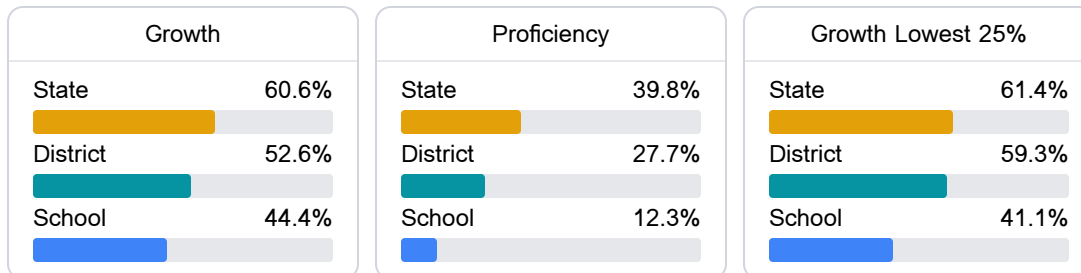 Growth
State 60.6%
District 52.6%
School 44.4%
Proficiency
State 39.8%
District 27.7%
School 12.3%
Growth Lowest 25%
State 61.4%
District 59.3%
School 41.1%